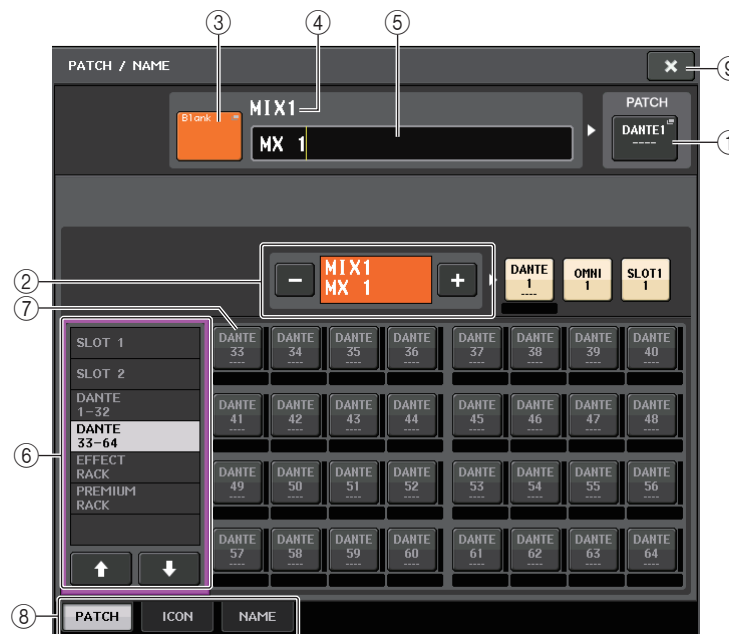 ③ ④ ⑤
PATCH / NAME
×
⑨
Blank
MIX1
MX 1
PATCH
DANTE1
----
①
②
−
MIX1
MX 1
+
DANTE 1 ----
OMNI 1
SLOT1 1
⑦
⑥
SLOT 1
SLOT 2
DANTE
1-32
DANTE
33-64
EFFECT
RACK
PREMIUM
RACK
DANTE DANTE DANTE DANTE DANTE DANTE DANTE DANTE
33 34 35 36 37 38 39 40
---- ---- ---- ---- ---- ---- ---- ----
DANTE DANTE DANTE DANTE DANTE DANTE DANTE DANTE
41 42 43 44 45 46 47 48
---- ---- ---- ---- ---- ---- ---- ----
DANTE DANTE DANTE DANTE DANTE DANTE DANTE DANTE
49 50 51 52 53 54 55 56
---- ---- ---- ---- ---- ---- ---- ----
DANTE DANTE DANTE DANTE DANTE DANTE DANTE DANTE
57 58 59 60 61 62 63 64
---- ---- ---- ---- ---- ---- ---- ----
⑧
PATCH ICON NAME